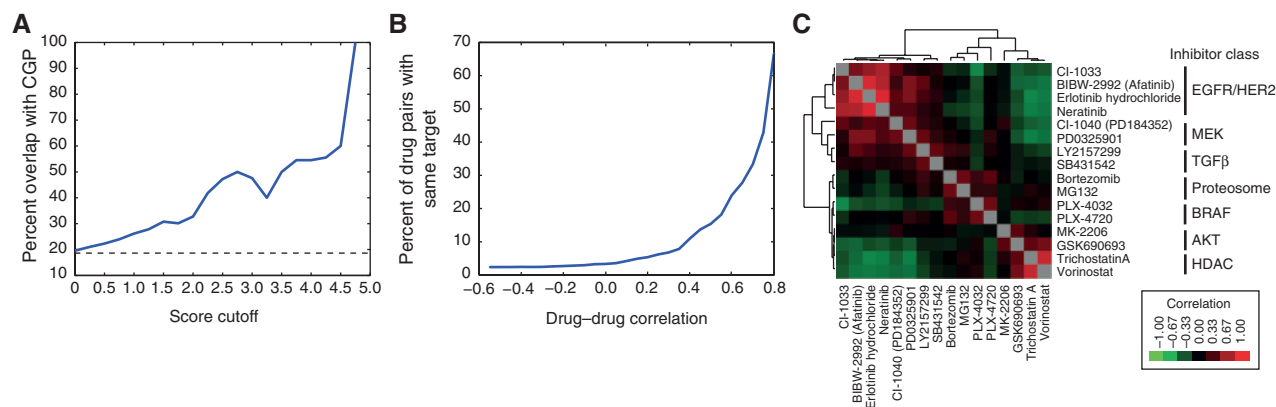 A
Percent overlap with CGP
100
90
80
70
60
50
40
30
20
10
0 0.5 1.0 1.5 2.0 2.5 3.0 3.5 4.0 4.5 5.0
Score cutoff
B
Percent of drug pairs with
same target
70
60
50
40
30
20
10
0
−0.6 −0.4 −0.2 0.0 0.2 0.4 0.6 0.8
Drug–drug correlation
C
Inhibitor class
CI-1033
BIBW-2992 (Afatinib)
Erlotinib hydrochloride
Neratinib
CI-1040 (PD184352)
PD0325901
LY2157299
SB431542
Bortezomib
MG132
PLX-4032
PLX-4720
MK-2206
GSK690693
TrichostatinA
Vorinostat
EGFR/HER2
MEK
TGFβ
Proteosome
BRAF
AKT
HDAC
CI-1033
BIBW-2992 (Afatinib)
Erlotinib hydrochloride
Neratinib
CI-1040 (PD184352)
PD0325901
LY2157299
SB431542
Bortezomib
MG132
PLX-4032
PLX-4720
MK-2206
GSK690693
Trichostatin A
Vorinostat
Correlation
−1.00
−0.67
−0.33
0.00
0.33
0.67
1.00